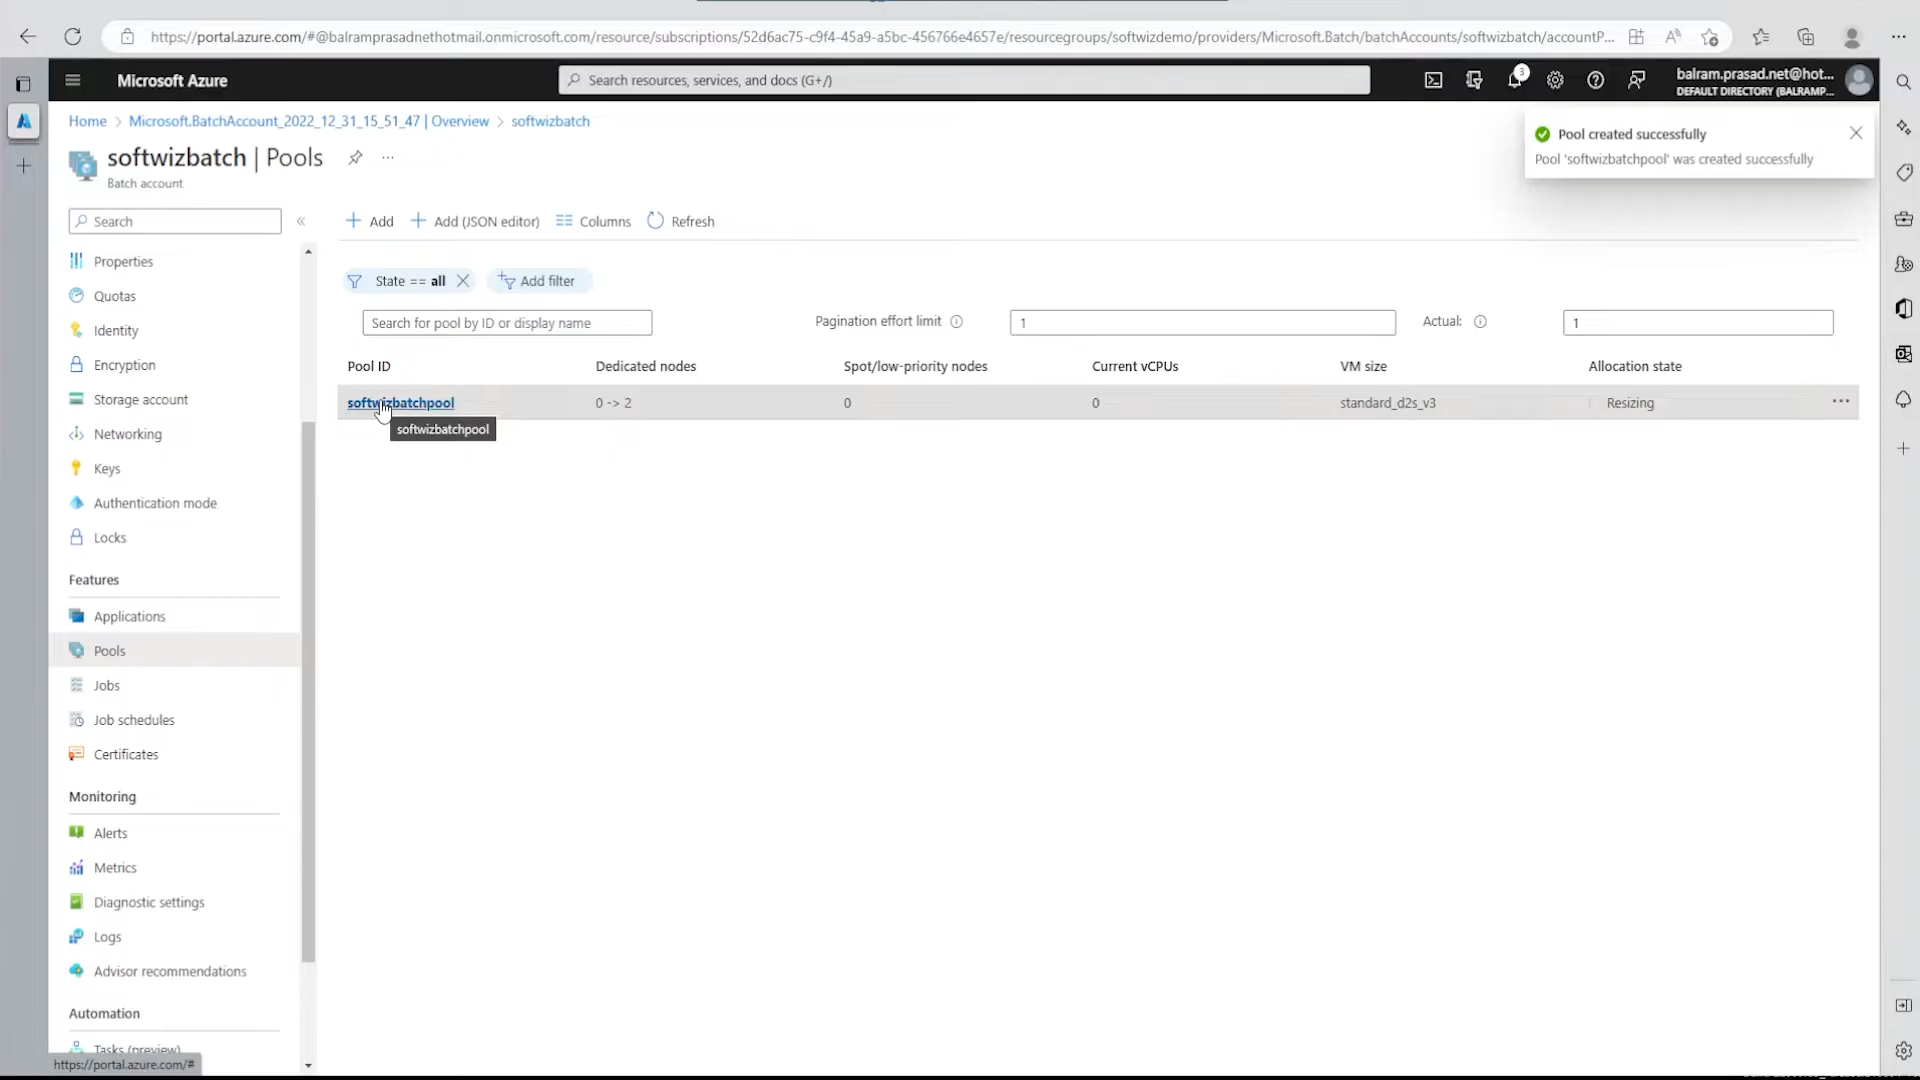 https://portal.azure.com/#@balramprasadnethotmail.onmicrosoft.com/resource/subscriptions/52d6ac75-c9f4-45a9-a5bc-456766e4657e/resourcegroups/softwizdemo/providers/Microsoft.Batch/batchAccounts/softwizbatch/accountP...
Microsoft Azure
Search resources, services, and docs (G+/)
3
balram.prasad.net@hot...
DEFAULT DIRECTORY (BALRAMP...
Home > Microsoft.BatchAccount_2022_12_31_15_51_47 | Overview > softwizbatch
Pool created successfully
Pool 'softwizbatchpool' was created successfully
softwizbatch | Pools
Batch account
Search
Add
Add (JSON editor)
Columns
Refresh
Properties
Quotas
Identity
Encryption
Storage account
Networking
Keys
Authentication mode
Locks
Features
Applications
Pools
Jobs
Job schedules
Certificates
Monitoring
Alerts
Metrics
Diagnostic settings
Logs
Advisor recommendations
Automation
Tasks (preview)
https://portal.azure.com/#
State == all
Add filter
Search for pool by ID or display name
Pagination effort limit
1
Actual:
1
Pool ID Dedicated nodes Spot/low-priority nodes Current vCPUs VM size Allocation state
softwizbatchpool 0 -> 2 0 0 standard_d2s_v3 Resizing
softwizbatchpool